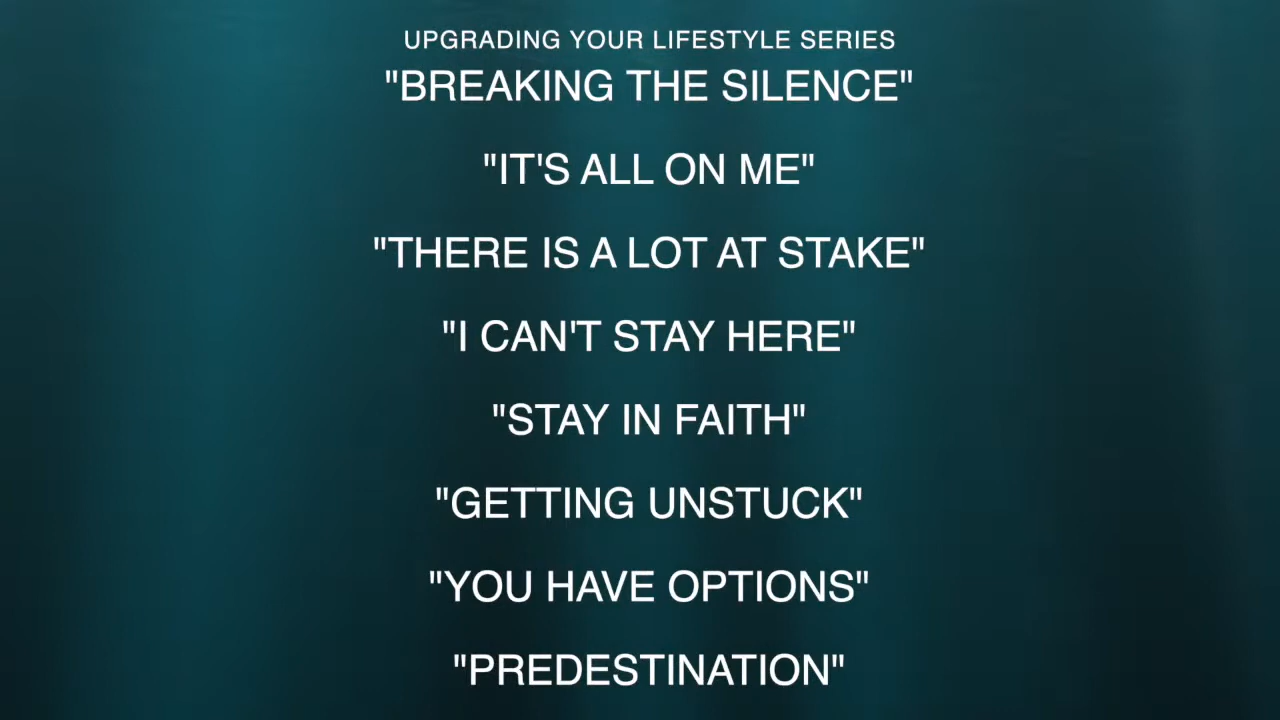 UPGRADING YOUR LIFESTYLE SERIES
"BREAKING THE SILENCE"
"IT'S ALL ON ME"
"THERE IS A LOT AT STAKE"
"I CAN'T STAY HERE"
"STAY IN FAITH"
"GETTING UNSTUCK"
"YOU HAVE OPTIONS"
"PREDESTINATION"